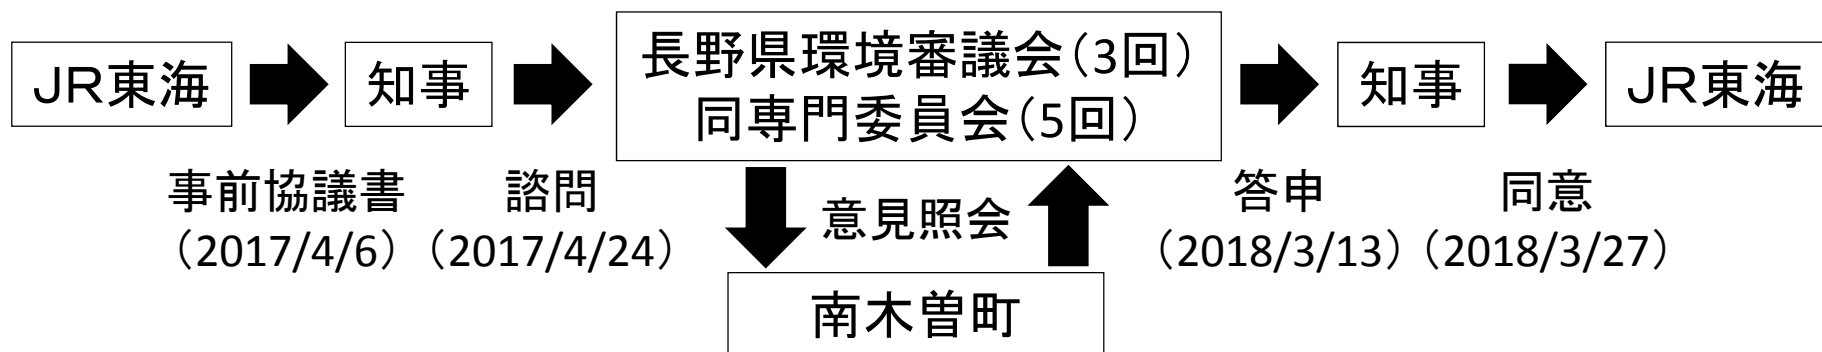 JR東海
知事
長野県環境審議会(3回)
同専門委員会(5回)
知事
JR東海
事前協議書
(2017/4/6)
諮問
(2017/4/24)
意見照会
答申
(2018/3/13)
同意
(2018/3/27)
南木曽町